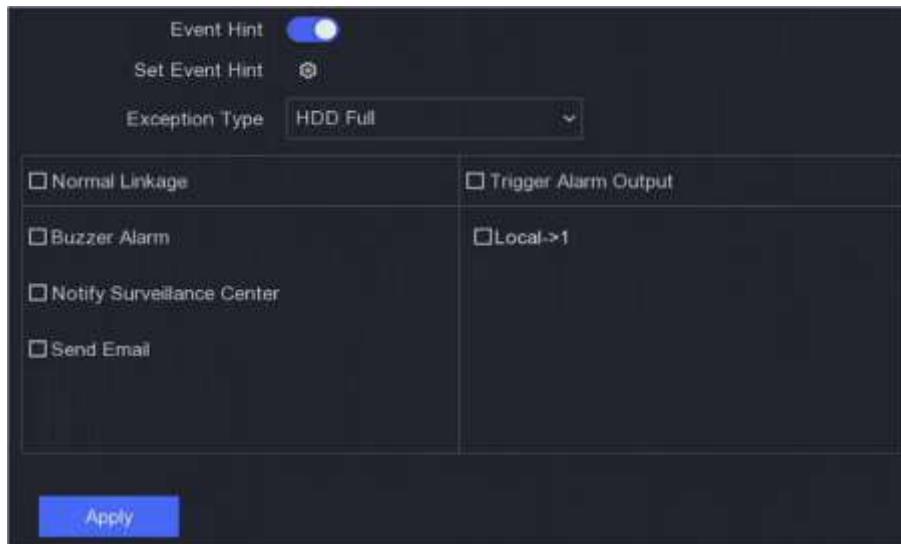 Event Hint
Set Event Hint
Exception Type HDD Full
Normal Linkage Trigger Alarm Output
Buzzer Alarm Local->1
Notify Surveillance Center
Send Email
Apply